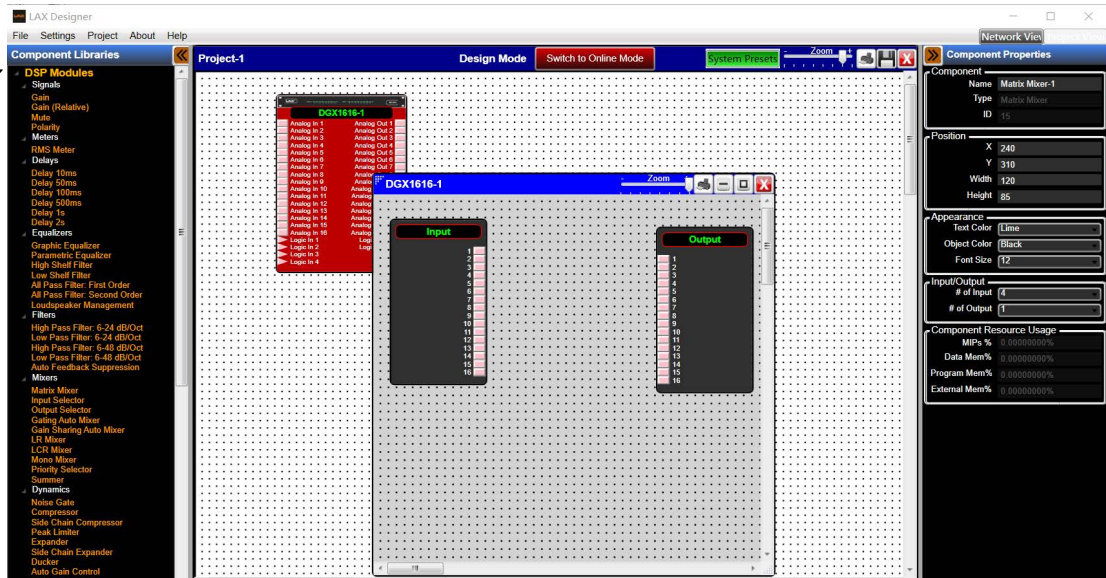 LAX Designer
File Settings Project About Help
Network View
Component Libraries
Project-1
Design Mode
Switch to Online Mode
System Presets
- Zoom +
Component Properties
DSP Modules
Signals
Gain
Gain (Relative)
Mute
Polarity
Meters
RMS Meter
Delays
Delay 10ms
Delay 50ms
Delay 100ms
Delay 500ms
Delay 1s
Delay 2s
Equalizers
Graphic Equalizer
Parametric Equalizer
High Shelf Filter
Low Shelf Filter
All Pass Filter: First Order
All Pass Filter: Second Order
Loudspeaker Management
Filters
High Pass Filter: 6-24 dB/Oct
Low Pass Filter: 6-24 dB/Oct
High Pass Filter: 6-48 dB/Oct
Low Pass Filter: 6-48 dB/Oct
Auto Feedback Suppression
Mixers
Matrix Mixer
Input Selector
Output Selector
Gating Auto Mixer
Gain Sharing Auto Mixer
LR Mixer
LCR Mixer
Mono Mixer
Priority Selector
Summer
Dynamics
Noise Gate
Compressor
Side Chain Compressor
Peak Limiter
Expander
Side Chain Expander
Ducker
Auto Gain Control
DGX1616-1
Analog In 1 Analog Out 1
Analog In 2 Analog Out 2
Analog In 3 Analog Out 3
Analog In 4 Analog Out 4
Analog In 5 Analog Out 5
Analog In 6 Analog Out 6
Analog In 7 Analog Out 7
Analog In 8 Analo
Analog In 9 Analo
Analog In 10 Analog
Analog In 11 Analog
Analog In 12 Analog
Analog In 13 Analog
Analog In 14 Analog
Analog In 15 Analog
Analog In 16 Analog
Logic In 1 Logi
Logic In 2 Logi
Logic In 3
Logic In 4
DGX1616-1
- Zoom
Input
1
2
3
4
5
6
7
8
9
10
11
12
13
14
15
16
Output
1
2
3
4
5
6
7
8
9
10
11
12
13
14
15
16
Component
Name Matrix Mixer-1
Type Matrix Mixer
ID 15
Position
X 240
Y 310
Width 120
Height 85
Appearance
Text Color Lime
Object Color Black
Font Size 12
Input/Output
# of Input 4
# of Output 1
Component Resource Usage
MIPs % 0.00000000%
Data Mem% 0.00000000%
Program Mem% 0.00000000%
External Mem% 0.00000000%